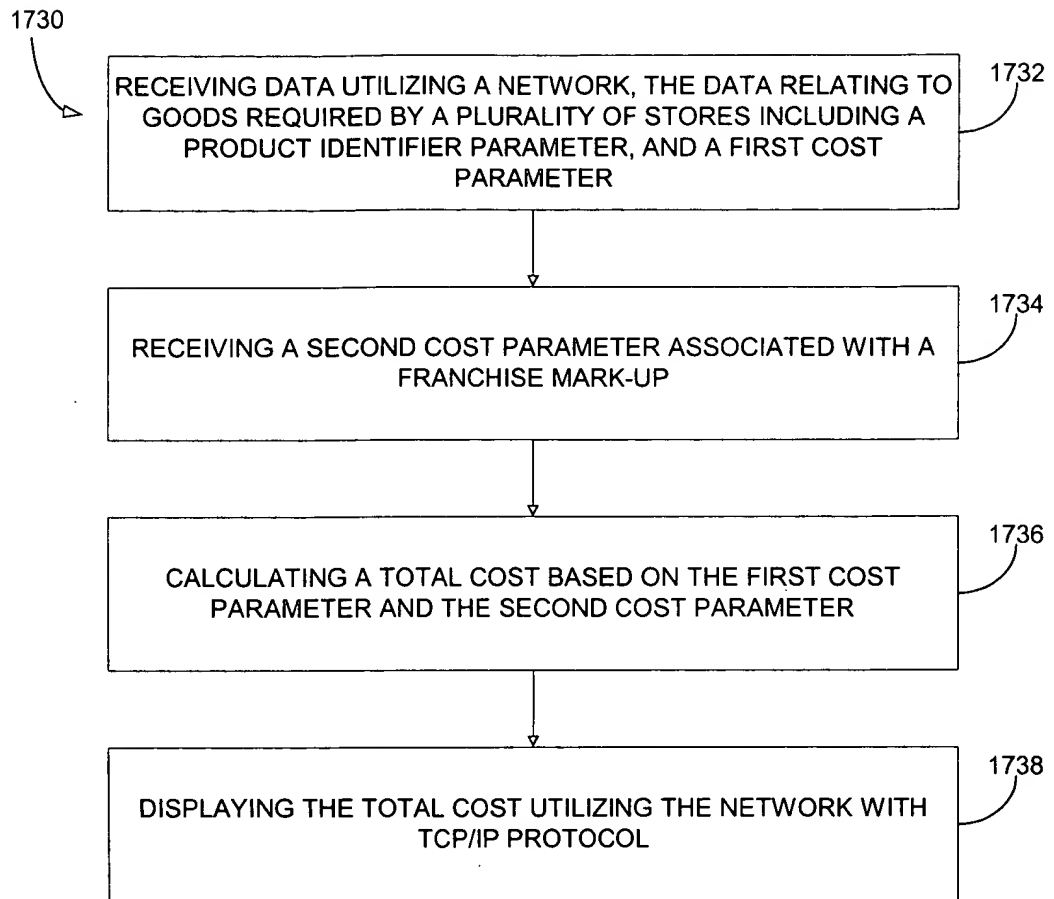 1730
RECEIVING DATA UTILIZING A NETWORK, THE DATA RELATING TO
GOODS REQUIRED BY A PLURALITY OF STORES INCLUDING A
PRODUCT IDENTIFIER PARAMETER, AND A FIRST COST
PARAMETER
1732
RECEIVING A SECOND COST PARAMETER ASSOCIATED WITH A
FRANCHISE MARK-UP
1734
CALCULATING A TOTAL COST BASED ON THE FIRST COST
PARAMETER AND THE SECOND COST PARAMETER
1736
DISPLAYING THE TOTAL COST UTILIZING THE NETWORK WITH
TCP/IP PROTOCOL
1738